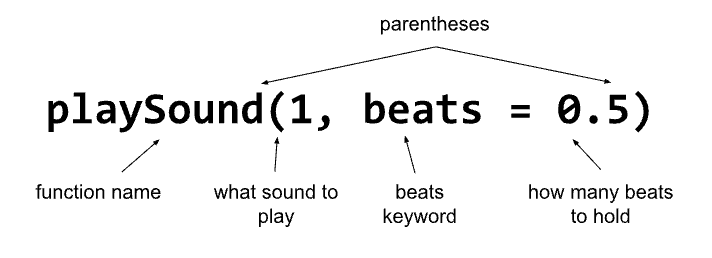 parentheses
playSound(1, beats = 0.5)
function name
what sound to
play
beats
keyword
how many beats
to hold